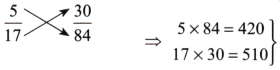 5/17 30/84
⇒ 5 × 84 = 420
17 × 30 = 510 }